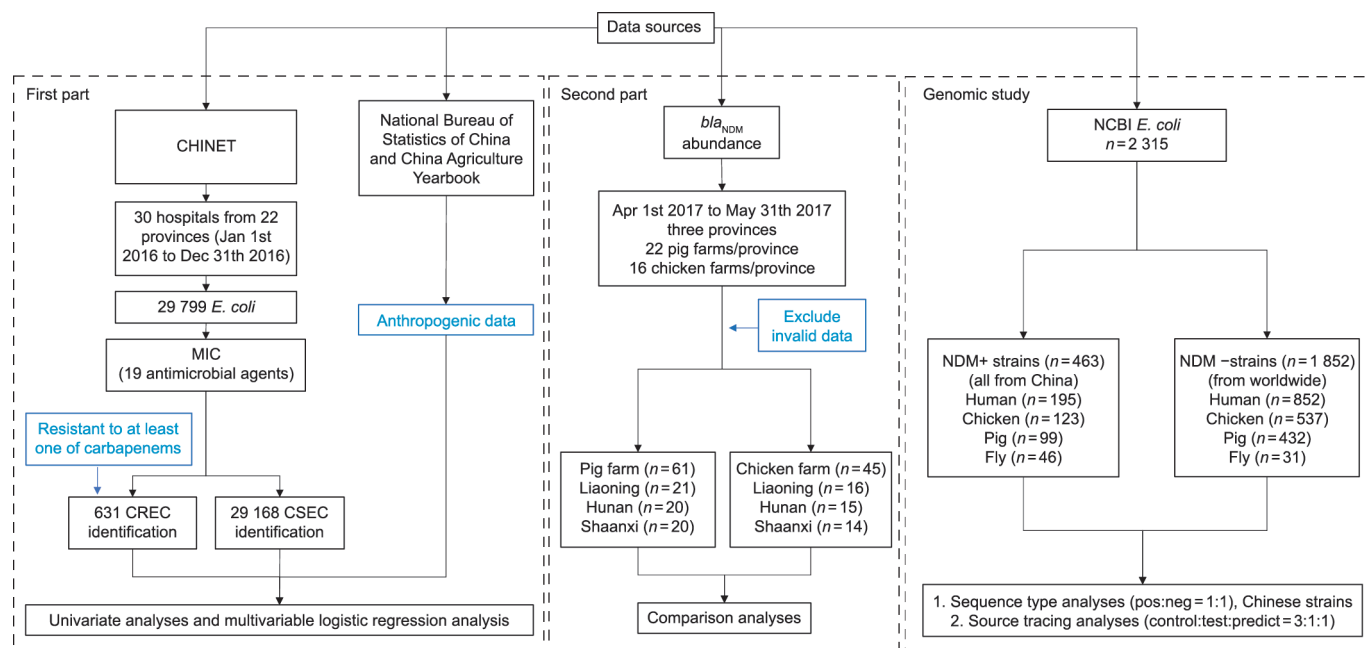 Data sources
First part
CHINET
30 hospitals from 22
provinces (Jan 1st
2016 to Dec 31th 2016)
29 799 E. coli
MIC
(19 antimicrobial agents)
Resistant to at least
one of carbapenems
631 CREC
identification
29 168 CSEC
identification
National Bureau of
Statistics of China
and China Agriculture
Yearbook
Anthropogenic data
Univariate analyses and multivariable logistic regression analysis
Second part
blaNDM
abundance
Apr 1st 2017 to May 31th 2017
three provinces
22 pig farms/province
16 chicken farms/province
Exclude
invalid data
Pig farm (n=61)
Liaoning (n=21)
Hunan (n=20)
Shaanxi (n=20)
Chicken farm (n=45)
Liaoning (n=16)
Hunan (n=15)
Shaanxi (n=14)
Comparison analyses
Genomic study
NCBI E. coli
n=2 315
NDM+ strains (n=463)
(all from China)
Human (n=195)
Chicken (n=123)
Pig (n=99)
Fly (n=46)
NDM −strains (n=1 852)
(from worldwide)
Human (n=852)
Chicken (n=537)
Pig (n=432)
Fly (n=31)
1. Sequence type analyses (pos:neg=1:1), Chinese strains
2. Source tracing analyses (control:test:predict=3:1:1)